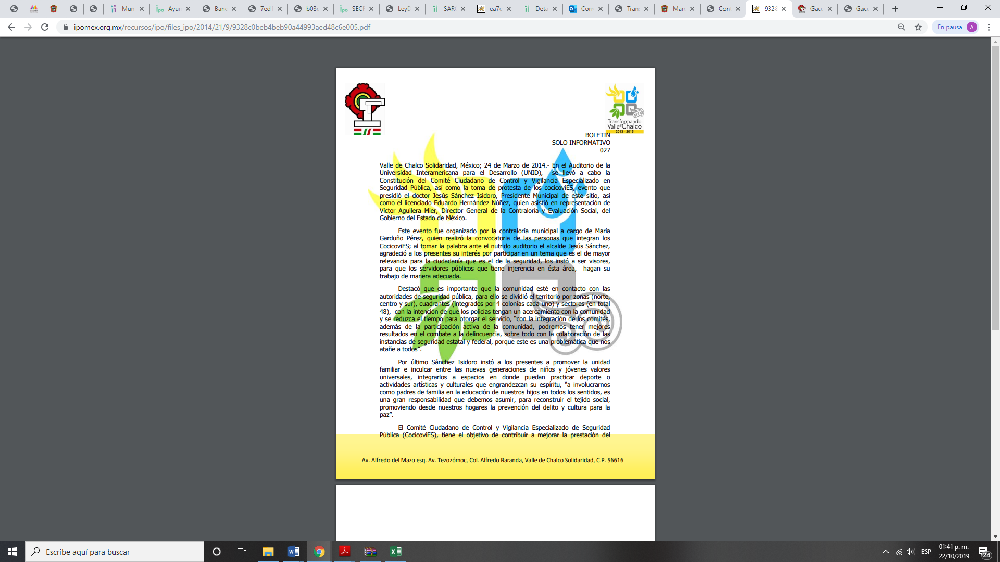 Mun
Ayur
Banc
7ed1
b03c
SECR
LeyD
SARC
ea7e
Deta
Corr
Tran
Marc
Cont
9328
Gace
Gace
ipomex.org.mx/recursos/ipo/files_ipo/2014/21/9/9328c0beb4beb90a44993aed48c6e005.pdf
En pausa A
Transformando
Valle de Chalco
2013 - 2015
BOLETIN
SOLO INFORMATIVO
027
Valle de Chalco Solidaridad, México; 24 de Marzo de 2014.- En el Auditorio de la
Universidad Interamericana para el Desarrollo (UNID), se llevó a cabo la
Constitución del Comité Ciudadano de Control y Vigilancia Especializado en
Seguridad Pública, así como la toma de protesta de los cocicoviES, evento que
presidió el doctor Jesús Sánchez Isidoro, Presidente Municipal de este sitio, así
como el licenciado Eduardo Hernández Núñez, quien asistió en representación de
Víctor Aguilera Mier, Director General de la Contraloría y Evaluación Social, del
Gobierno del Estado de México.
Este evento fue organizado por la contraloría municipal a cargo de María
Garduño Pérez, quien realizó la convocatoria de las personas que integran los
CocicoviES; al tomar la palabra ante el nutrido auditorio el alcalde Jesús Sánchez,
agradeció a los presentes su interés por participar en un tema que es el de mayor
relevancia para la ciudadanía que es el de la seguridad, los instó a ser visores,
para que los servidores públicos que tiene injerencia en ésta área, hagan su
trabajo de manera adecuada.
Destacó que es importante que la comunidad esté en contacto con las
autoridades de seguridad pública, para ello se dividió el territorio por zonas (norte,
centro y sur), cuadrantes (integrados por 4 colonias cada uno) y sectores (en total
48), con la intención de que los policías tengan un acercamiento con la comunidad
y se reduzca el tiempo para otorgar el servicio, “con la integración de los comités,
además de la participación activa de la comunidad, podremos tener mejores
resultados en el combate a la delincuencia, sobre todo con la colaboración de las
instancias de seguridad estatal y federal, porque este es una problemática que nos
atañe a todos”.
Por último Sánchez Isidoro instó a los presentes a promover la unidad
familiar e inculcar entre las nuevas generaciones de niños y jóvenes valores
universales, integrarlos a espacios en donde puedan practicar deporte o
actividades artísticas y culturales que engrandezcan su espíritu, “a involucrarnos
como padres de familia en la educación de nuestros hijos en todos los sentidos, es
una gran responsabilidad que debemos asumir, para reconstruir el tejido social,
promoviendo desde nuestros hogares la prevención del delito y cultura para la
paz”.
El Comité Ciudadano de Control y Vigilancia Especializado de Seguridad
Pública (CocicoviES), tiene el objetivo de contribuir a mejorar la prestación del
Av. Alfredo del Mazo esq. Av. Tezozómoc, Col. Alfredo Baranda, Valle de Chalco Solidaridad, C.P. 56616
Escribe aquí para buscar
ESP
01:41 p. m.
22/10/2019
24